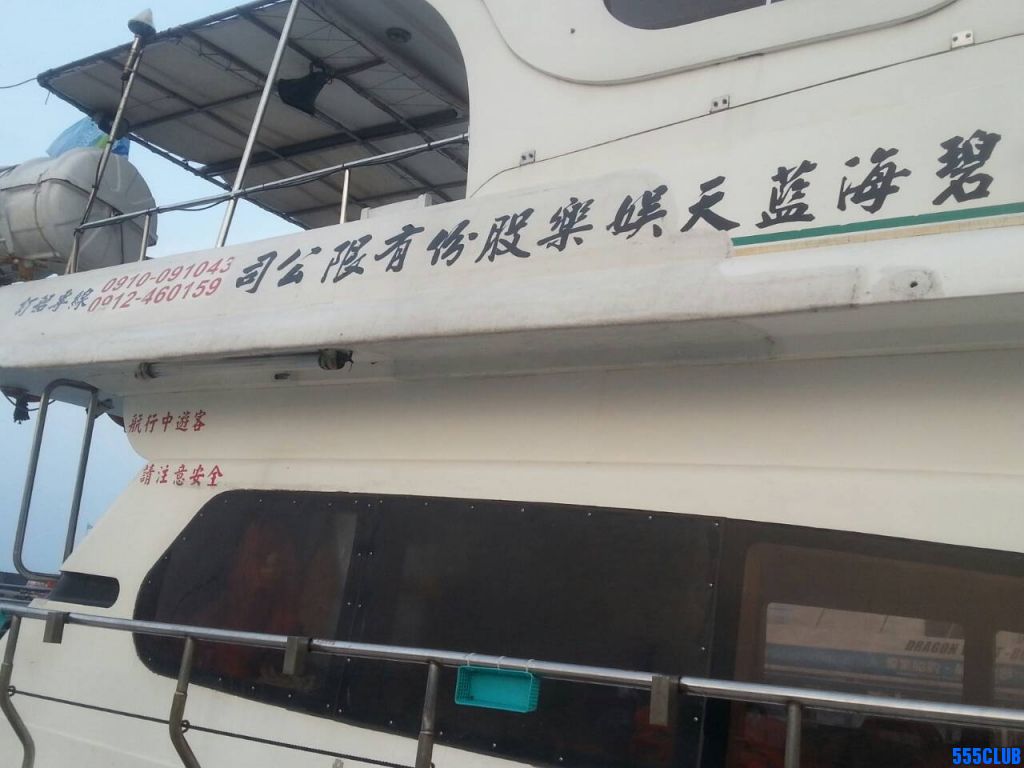 碧海藍天娛樂股份有限公司
訂船專線
0910-091043
0912-460159
航行中遊客
請注意安全
DRAGON
555CLUB